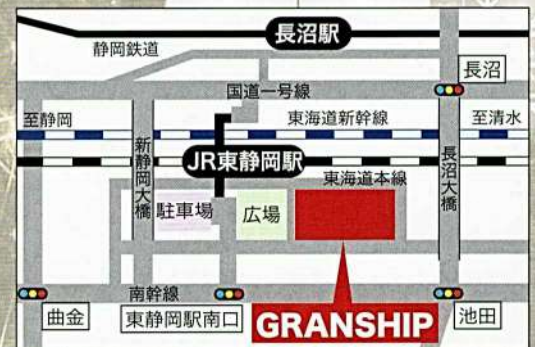 長沼駅
静岡鉄道
長沼
国道一号線
至静岡
東海道新幹線
至清水
新静岡大橋
JR東静岡駅
長沼大橋
東海道本線
駐車場
広場
南幹線
曲金
東静岡駅南口
GRANSHIP
池田